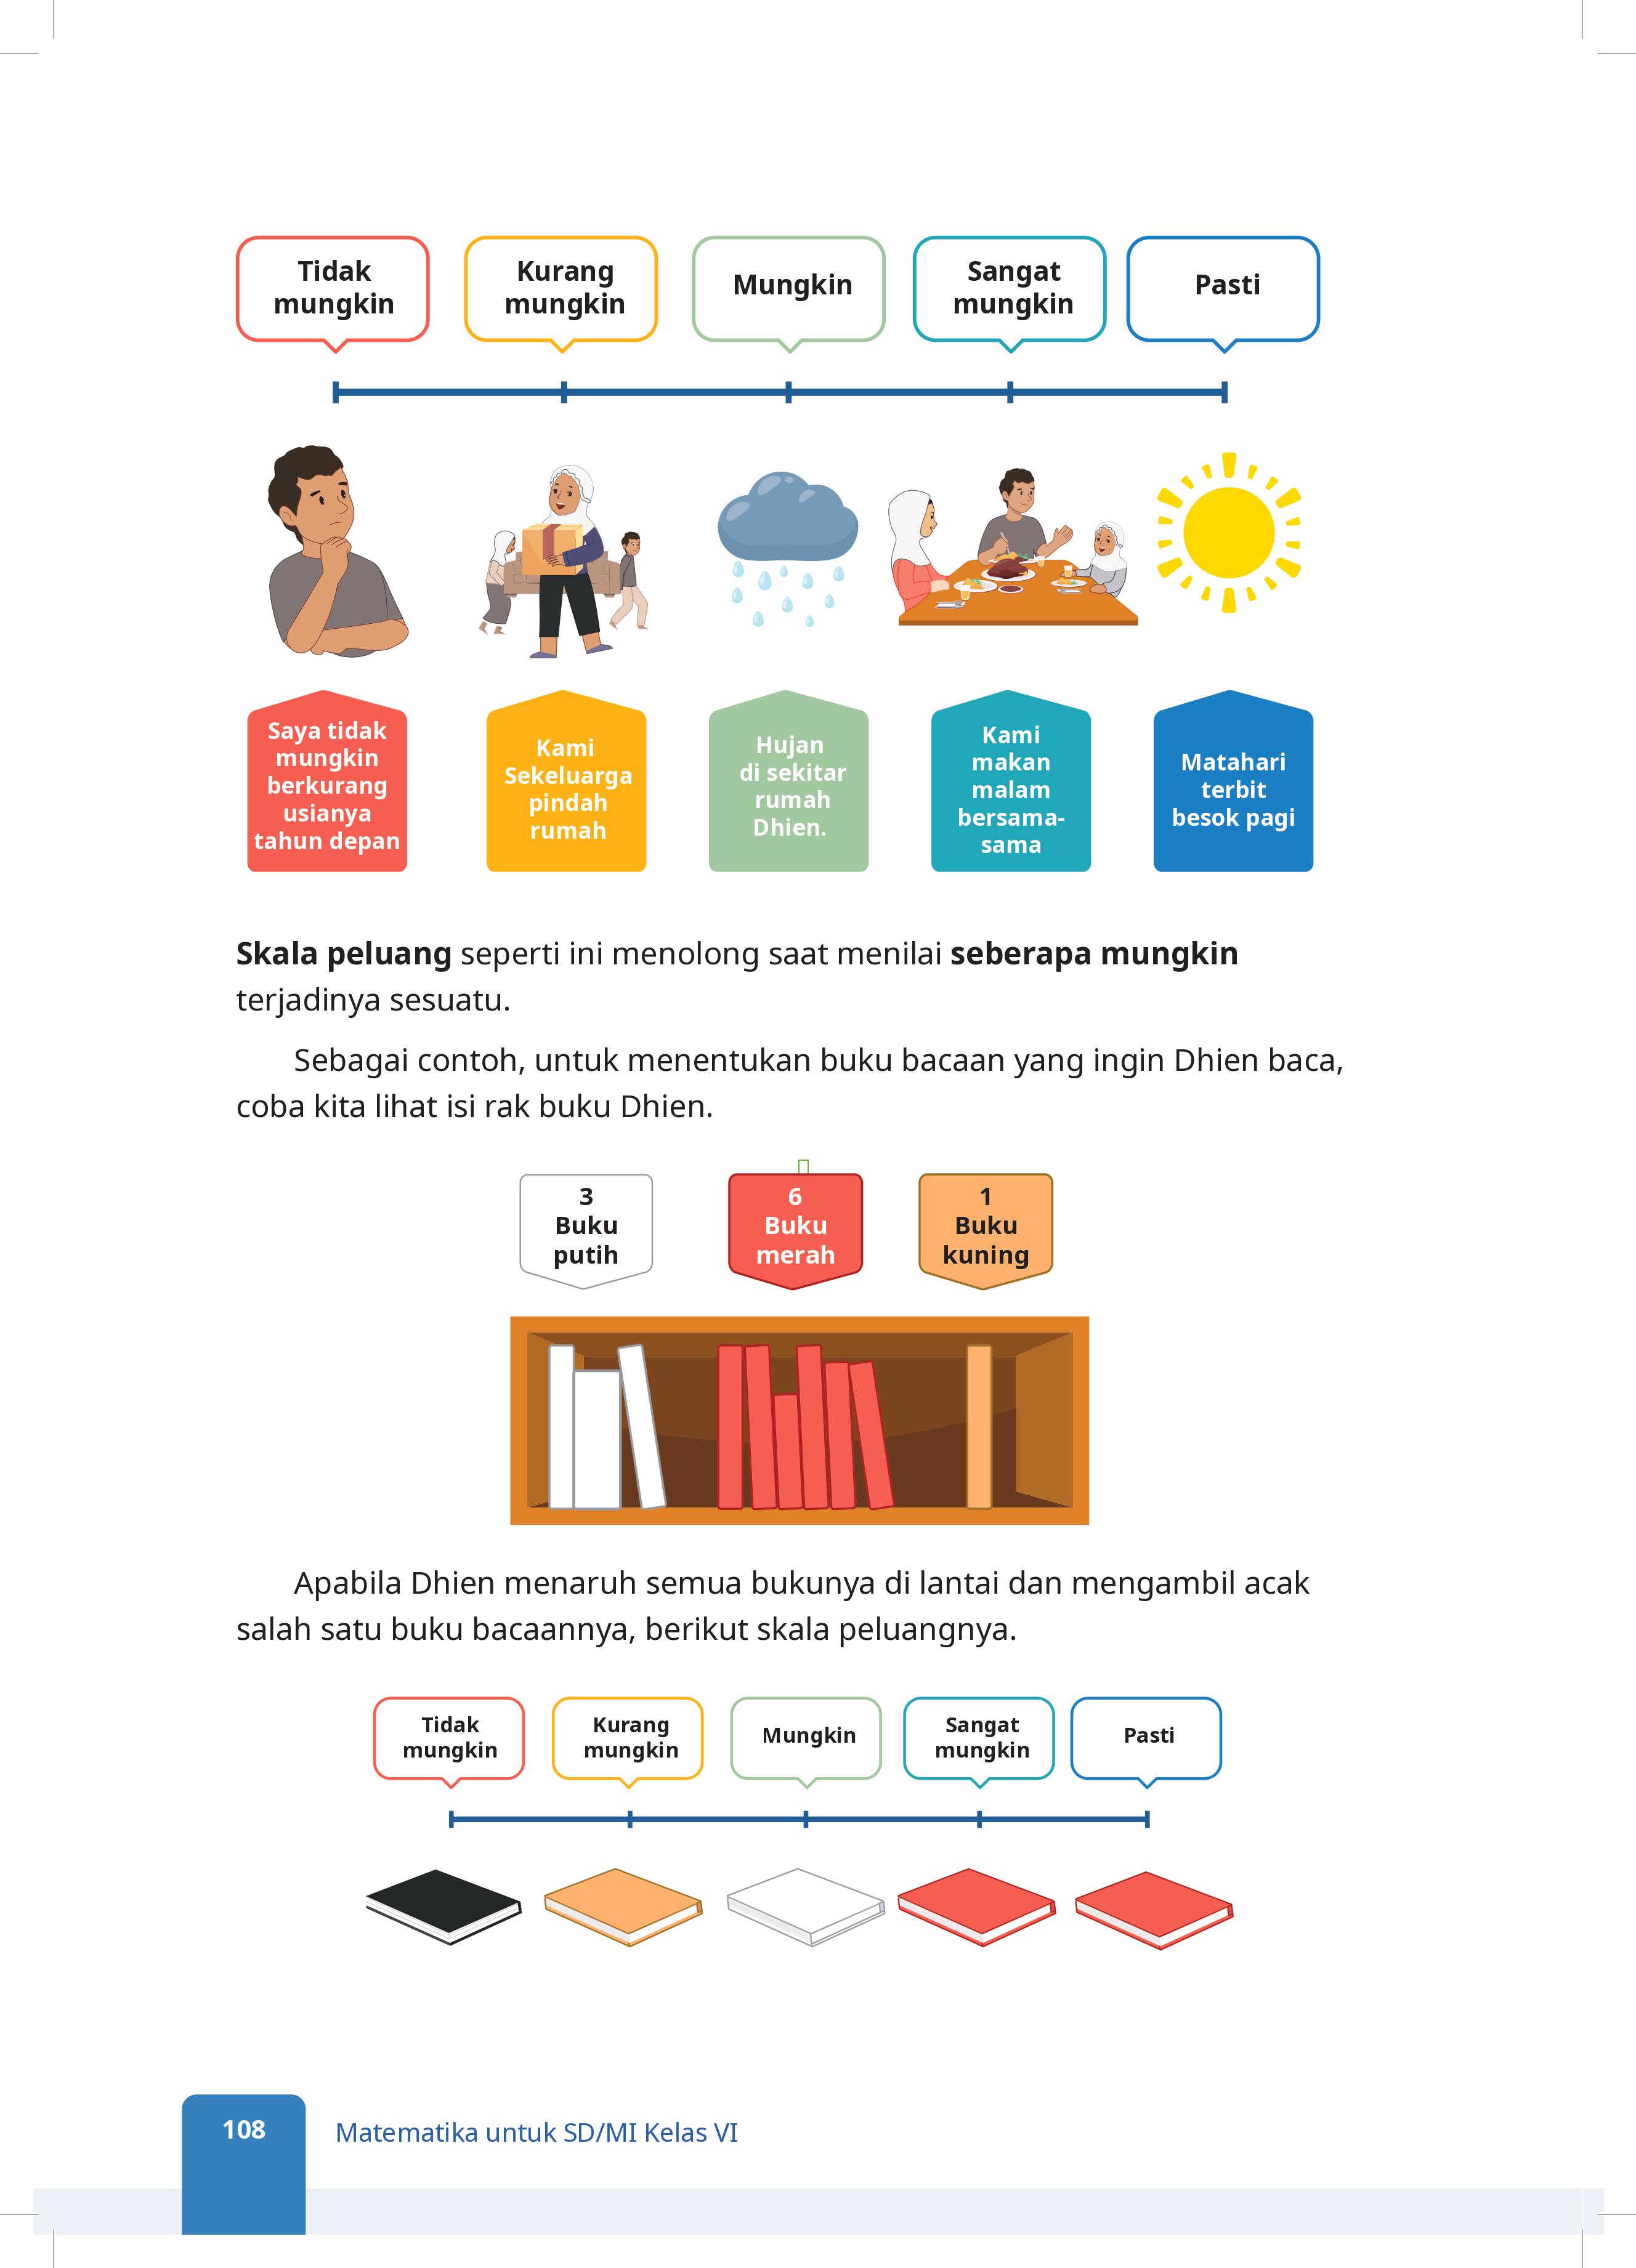 Tidak
mungkin
Kurang
mungkin
Mungkin
Sangat
mungkin
Pasti
Saya tidak
mungkin
berkurang
usianya
tahun depan
Kami
Sekeluarga
pindah
rumah
Hujan
di sekitar
rumah
Dhien.
Kami
makan
malam
bersama-
sama
Matahari
terbit
besok pagi
Skala peluang seperti ini menolong saat menilai seberapa mungkin
terjadinya sesuatu.
Sebagai contoh, untuk menentukan buku bacaan yang ingin Dhien baca,
coba kita lihat isi rak buku Dhien.
3
Buku
putih
6
Buku
merah
1
Buku
kuning
Apabila Dhien menaruh semua bukunya di lantai dan mengambil acak
salah satu buku bacaannya, berikut skala peluangnya.
Tidak
mungkin
Kurang
mungkin
Mungkin
Sangat
mungkin
Pasti
108
Matematika untuk SD/MI Kelas VI